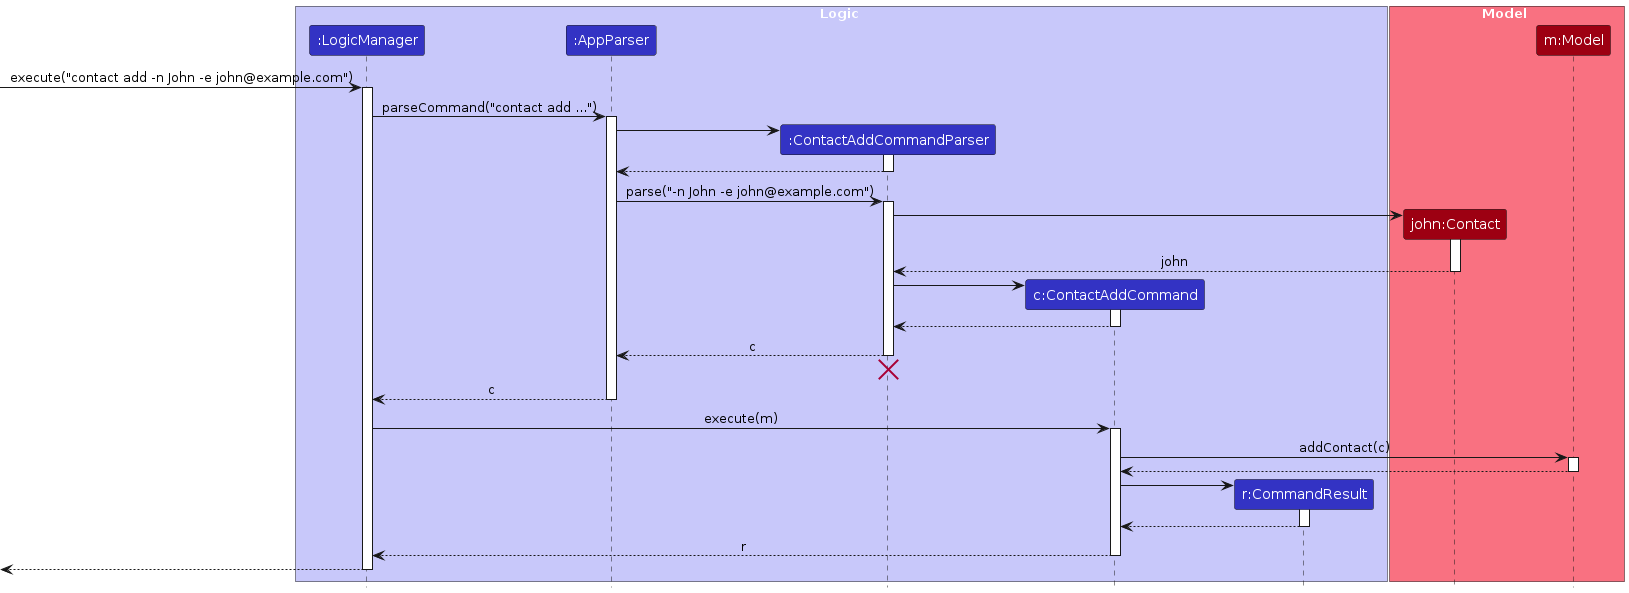 Logic
Model
:LogicManager
:AppParser
m:Model
execute("contact add -n John -e john@example.com")
parseCommand("contact add ...")
:ContactAddCommandParser
parse("-n John -e john@example.com")
john:Contact
john
c:ContactAddCommand
c
c
execute(m)
addContact(c)
r:CommandResult
r